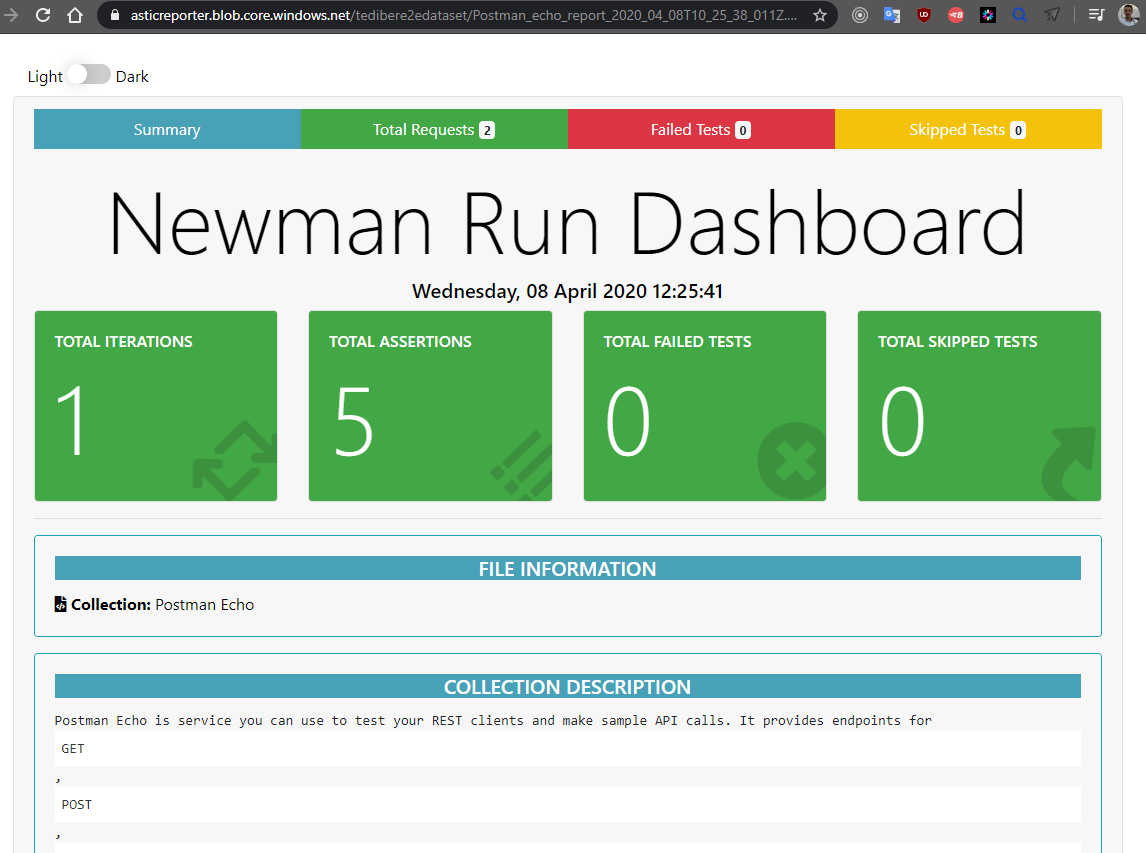 asticreporter.blob.core.windows.net/tedibere2edataset/Postman_echo_report_2020_04_08T10_25_38_011Z....
Light Dark
Summary Total Requests 2 Failed Tests 0 Skipped Tests 0
Newman Run Dashboard
Wednesday, 08 April 2020 12:25:41
TOTAL ITERATIONS TOTAL ASSERTIONS TOTAL FAILED TESTS TOTAL SKIPPED TESTS
1 5 0 0
FILE INFORMATION
Collection: Postman Echo
COLLECTION DESCRIPTION
Postman Echo is service you can use to test your REST clients and make sample API calls. It provides endpoints for
GET
,
POST
,